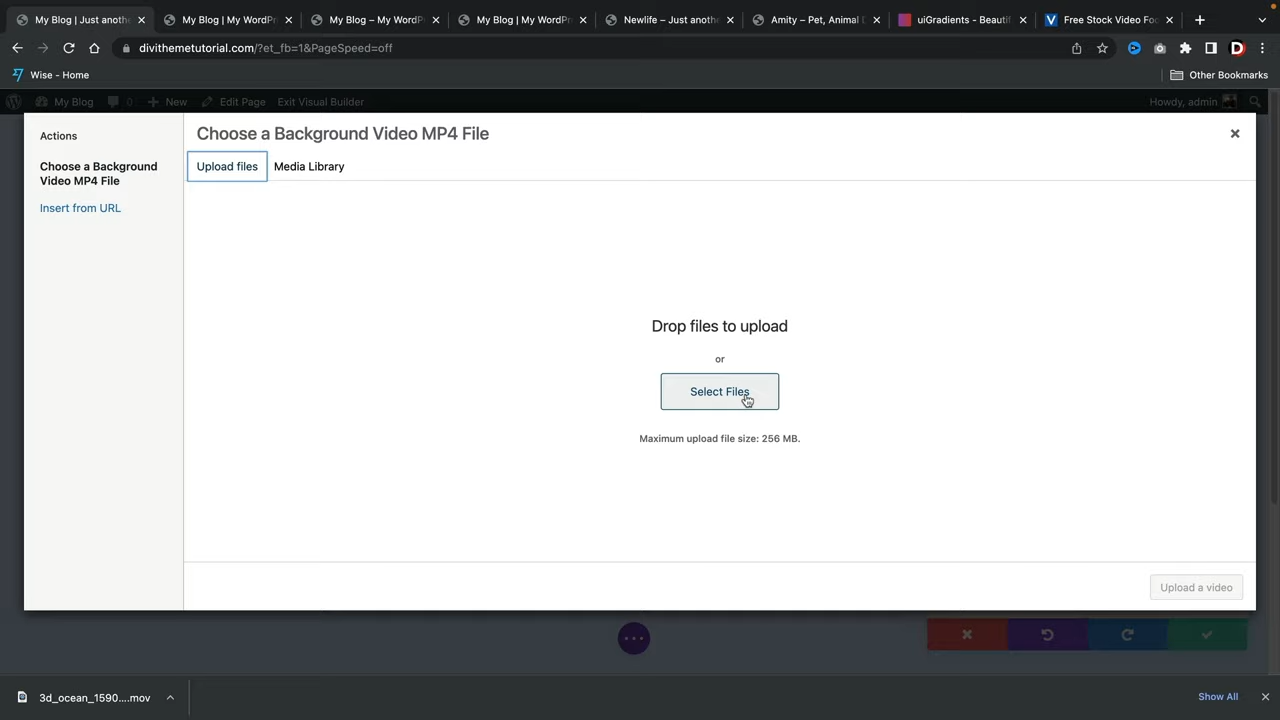 My Blog | Just anoth
My Blog | My WordPr
My Blog – My WordP
My Blog | My WordPr
Newlife – Just anoth
Amity – Pet, Animal
uiGradients - Beautif
Free Stock Video Foo
divithemetutorial.com/?et_fb=1&PageSpeed=off
D
Wise - Home
Other Bookmarks
My Blog 0 New Edit Page Exit Visual Builder
Howdy, admin
Actions
Choose a Background
Video MP4 File
Insert from URL
Choose a Background Video MP4 File
Upload files Media Library
Drop files to upload
or
Select Files
Maximum upload file size: 256 MB.
Upload a video
3d_ocean_1590....mov
Show All